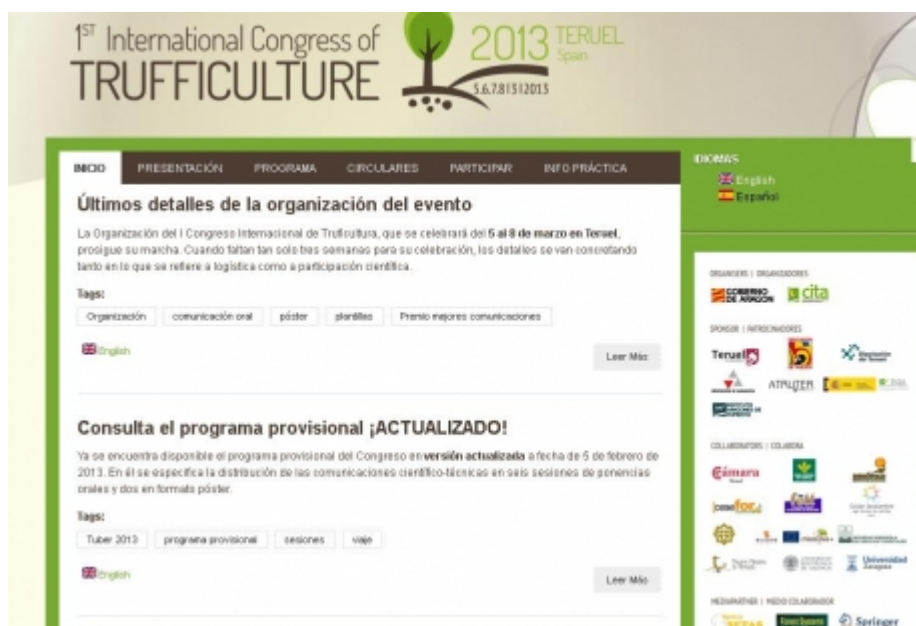 1ST International Congress of
TRUFFICULTURE
2013 TERUEL
Spain
5.6.7.8|3|2013
INICIO PRESENTACIÓN PROGRAMA CIRCULARES PARTICIPAR INFO PRÁCTICA
Últimos detalles de la organización del evento
La Organización del I Congreso Internacional de Truficultura, que se celebrará del 5 al 8 de marzo en Teruel,
prosigue su marcha. Cuando faltan tan solo tres semanas para su celebración, los detalles se van concretando
tanto en lo que se refiere a logística como a participación científica.
Tags:
Organización comunicación oral póster plantillas Premio mejores comunicaciones
English
Leer Más
Consulta el programa provisional ¡ACTUALIZADO!
Ya se encuentra disponible el programa provisional del Congreso en versión actualizada a fecha de 5 de febrero de
2013. En él se especifica la distribución de las comunicaciones científico-técnicas en seis sesiones de ponencias
orales y dos en formato póster.
Tags:
Tuber 2013 programa provisional sesiones viaje
English
Leer Más
IDIOMAS
English
Español
ORGANISERS | ORGANIZADORES
GOBIERNO
DE ARAGON
cita
SPONSOR | PATROCINADORES
Teruel
Diputación
de Teruel
ATRUTER
COLLABORATORS | COLABORA
Cámara
Teruel
cesefor
Universidad
Zaragoza
MEDIAPARTNER | MEDIO COLABORADOR
SETAS
Forest Systems
Springer